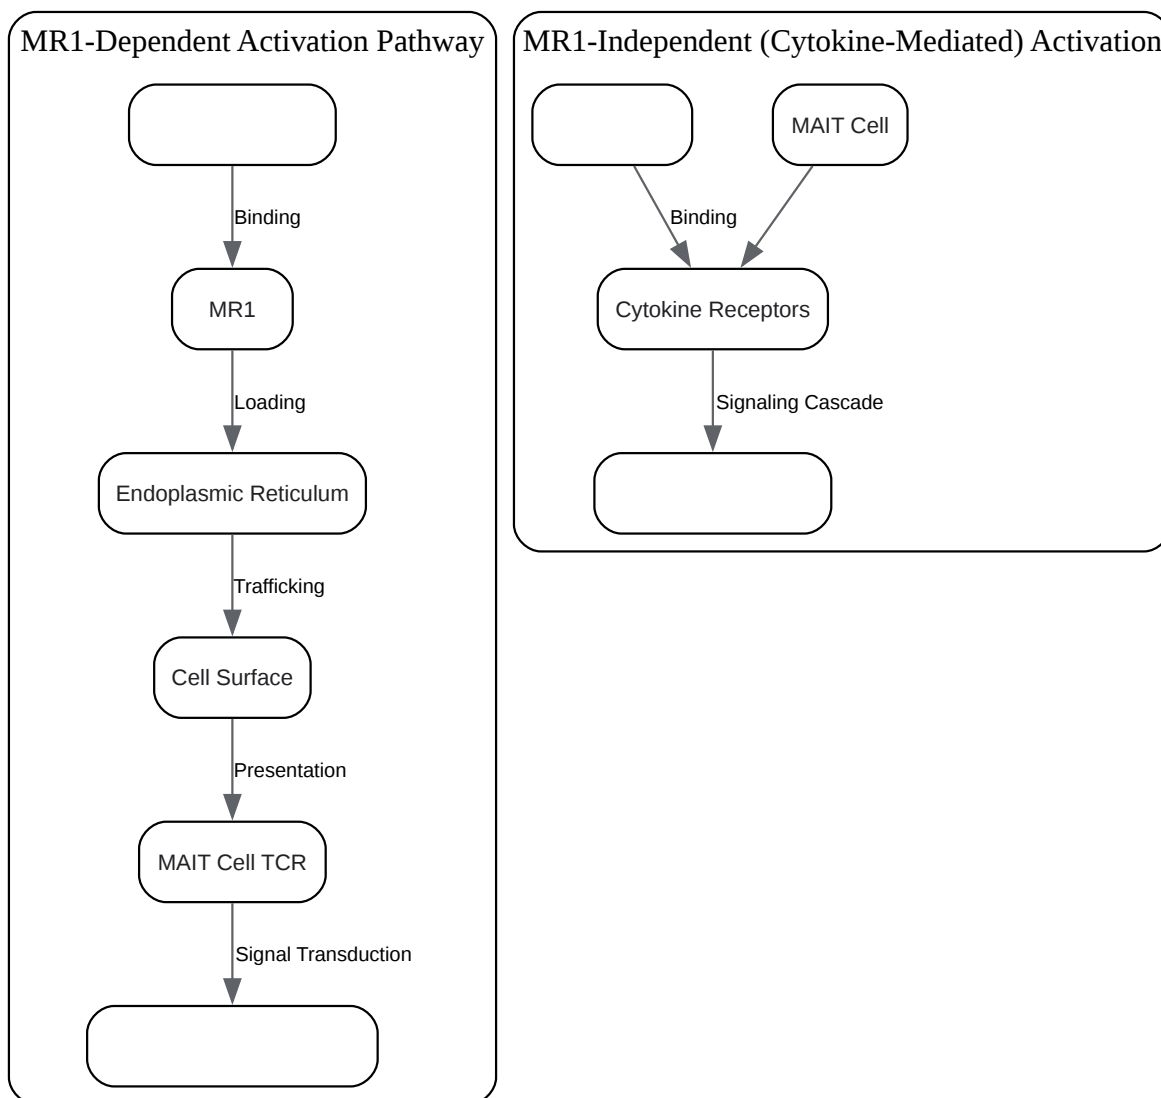 MR1-Dependent Activation Pathway
Binding
MR1
Loading
Endoplasmic Reticulum
Trafficking
Cell Surface
Presentation
MAIT Cell TCR
Signal Transduction
MR1-Independent (Cytokine-Mediated) Activation
MAIT Cell
Binding
Cytokine Receptors
Signaling Cascade